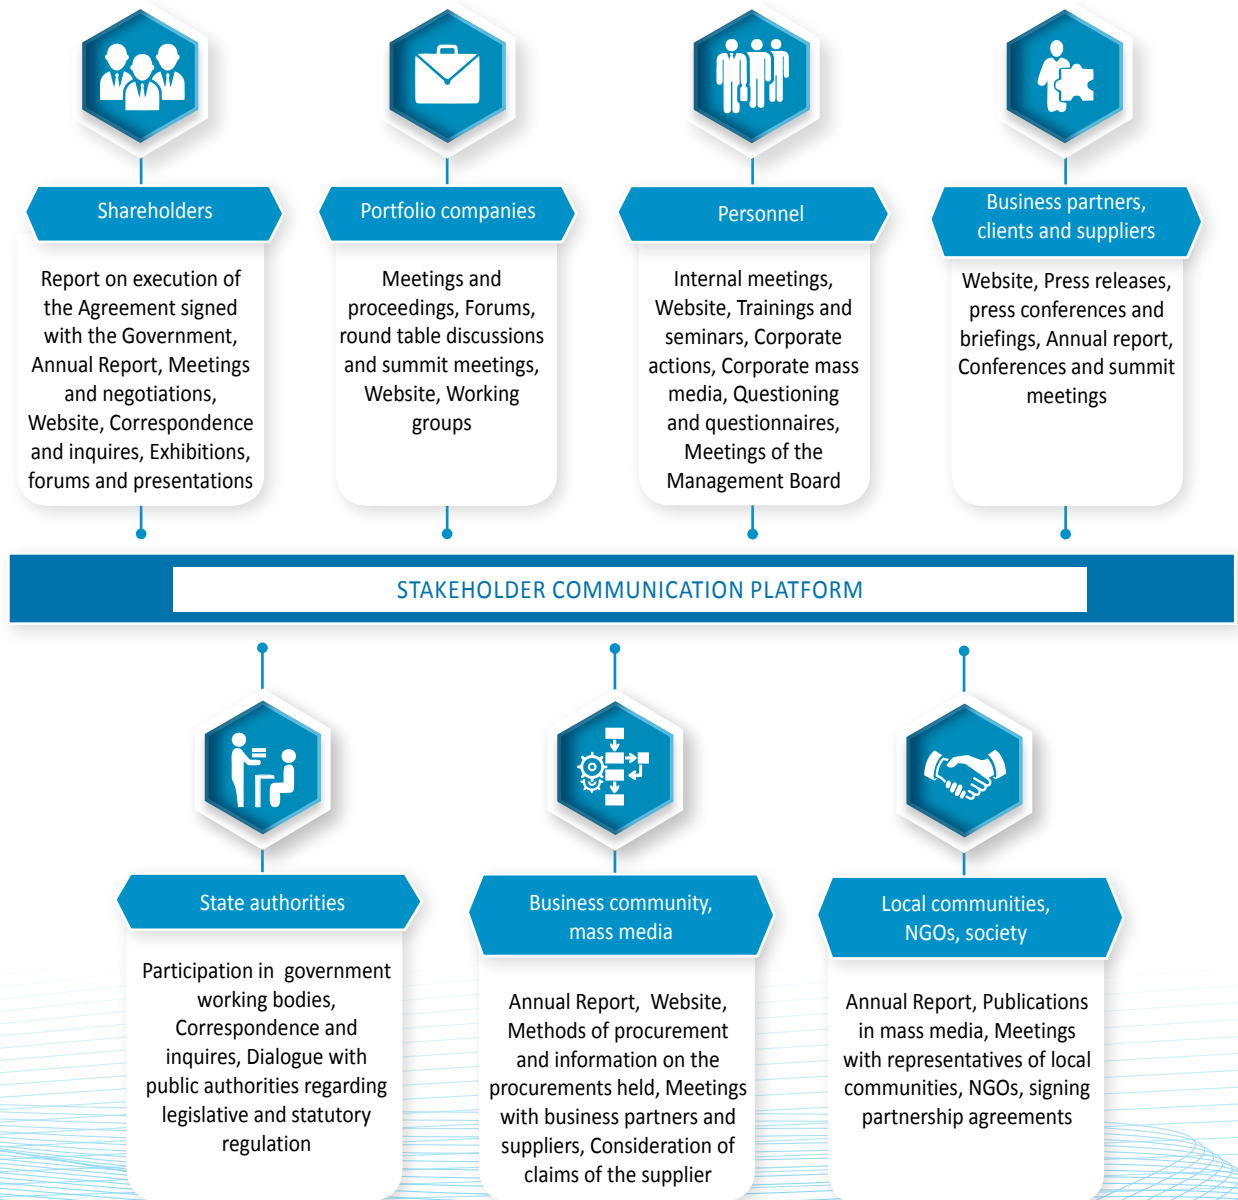 Shareholders
Report on execution of
the Agreement signed
with the Government,
Annual Report, Meetings
and negotiations,
Website, Correspondence
and inquires, Exhibitions,
forums and presentations
Portfolio companies
Meetings and
proceedings, Forums,
round table discussions
and summit meetings,
Website, Working
groups
Personnel
Internal meetings,
Website, Trainings and
seminars, Corporate
actions, Corporate mass
media, Questioning
and questionnaires,
Meetings of the
Management Board
Business partners,
clients and suppliers
Website, Press releases,
press conferences and
briefings, Annual report,
Conferences and summit
meetings
STAKEHOLDER COMMUNICATION PLATFORM
State authorities
Participation in government
working bodies,
Correspondence and
inquires, Dialogue with
public authorities regarding
legislative and statutory
regulation
Business community,
mass media
Annual Report, Website,
Methods of procurement
and information on the
procurements held, Meetings
with business partners and
suppliers, Consideration of
claims of the supplier
Local communities,
NGOs, society
Annual Report, Publications
in mass media, Meetings
with representatives of local
communities, NGOs, signing
partnership agreements